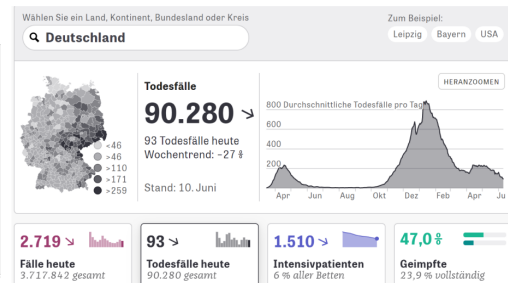 Wählen Sie ein Land, Kontinent, Bundesland oder Kreis
Deutschland
Zum Beispiel:
Leipzig Bayern USA
HERANZOOMEN
Todesfälle
90.280
93 Todesfälle heute
Wochentrend: -27 %
Stand: 10. Juni
<46
>46
>110
>171
>259
800 Durchschnittliche Todesfälle pro Tag
600
400
200
Apr Jun Aug Okt Dez Feb Apr Ju
2.719
Fälle heute
3.717.842 gesamt
93
Todesfälle heute
90.280 gesamt
1.510
Intensivpatienten
6 % aller Betten
47,0 %
Geimpfte
23,9 % vollständig